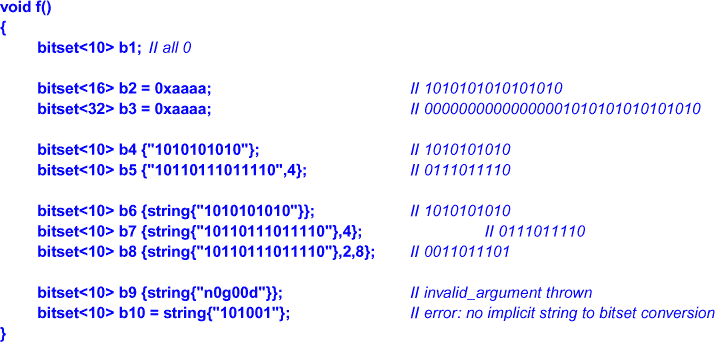 void f()
{
bitset<10> b1; // all 0
bitset<16> b2 = 0xaaaa; // 1010101010101010
bitset<32> b3 = 0xaaaa; // 00000000000000001010101010101010
bitset<10> b4 {"1010101010"}; // 1010101010
bitset<10> b5 {"10110111011110",4}; // 0111011110
bitset<10> b6 {string{"1010101010"}}; // 1010101010
bitset<10> b7 {string{"10110111011110"},4}; // 0111011110
bitset<10> b8 {string{"10110111011110"},2,8}; // 0011011101
bitset<10> b9 {string{"n0g00d"}}; // invalid_argument thrown
bitset<10> b10 = string{"101001"}; // error: no implicit string to bitset conversion
}